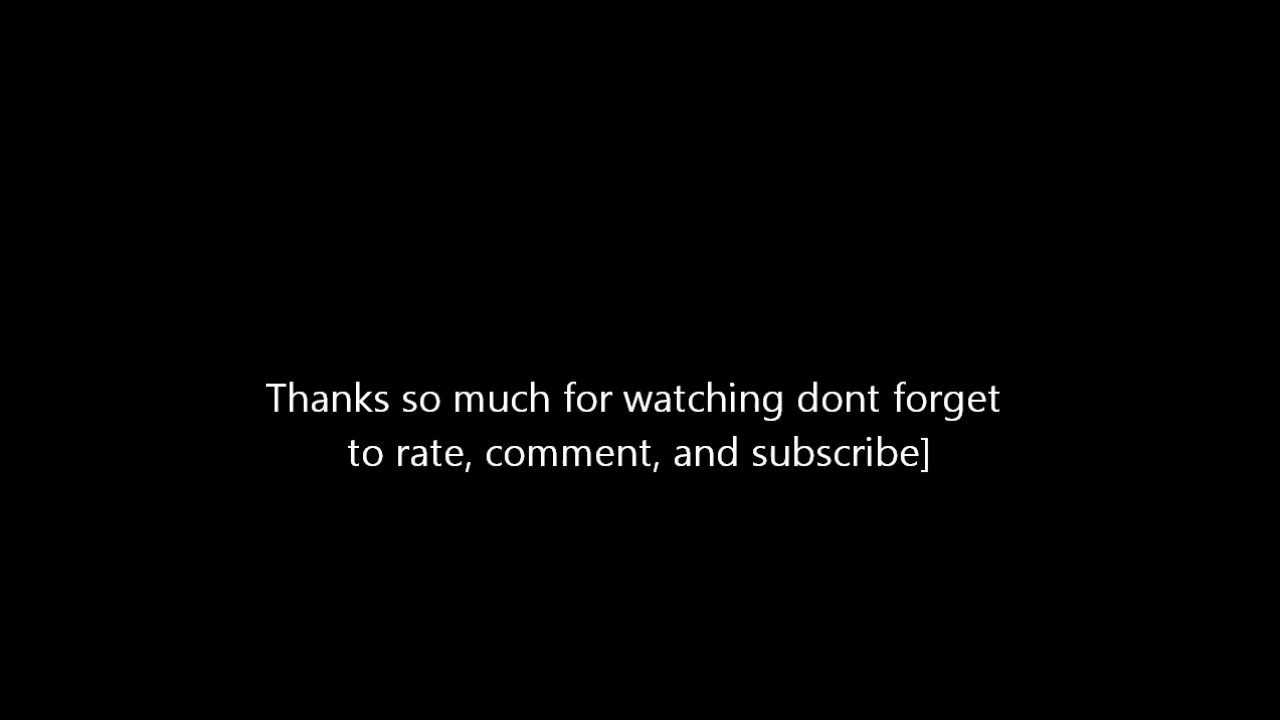 Thanks so much for watching dont forget
to rate, comment, and subscribe]